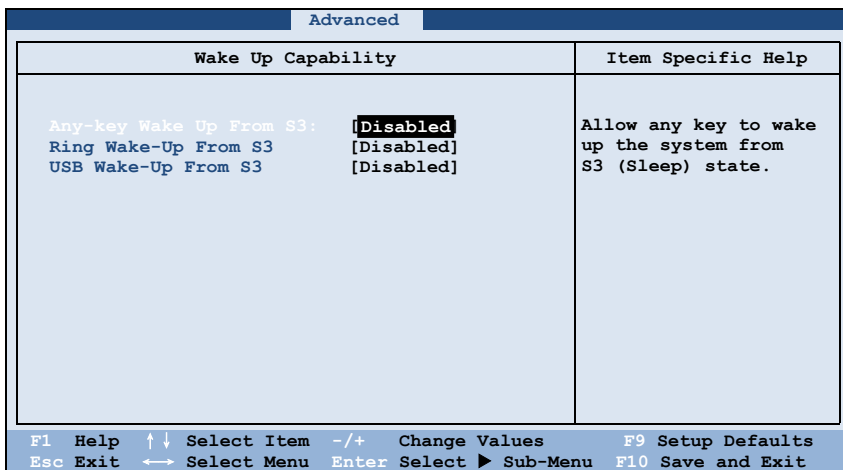 Advanced
Wake Up Capability
Item Specific Help
Any-key Wake Up From S3: [Disabled]
Ring Wake-Up From S3 [Disabled]
USB Wake-Up From S3 [Disabled]
Allow any key to wake
up the system from
S3 (Sleep) state.
F1 Help ↑↓ Select Item -/+ Change Values F9 Setup Defaults
Esc Exit ←→ Select Menu Enter Select ▶ Sub-Menu F10 Save and Exit